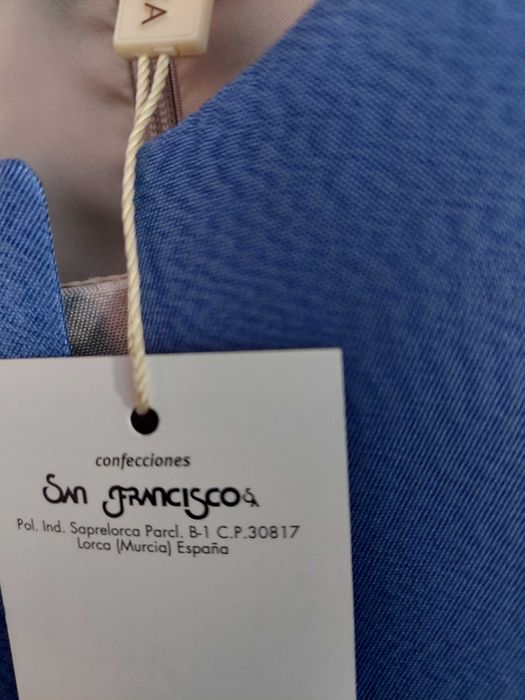 A
confecciones
San Francisco S.A.
Pol. Ind. Saprelorca Parcl. B-1 C.P.30817
Lorca (Murcia) España